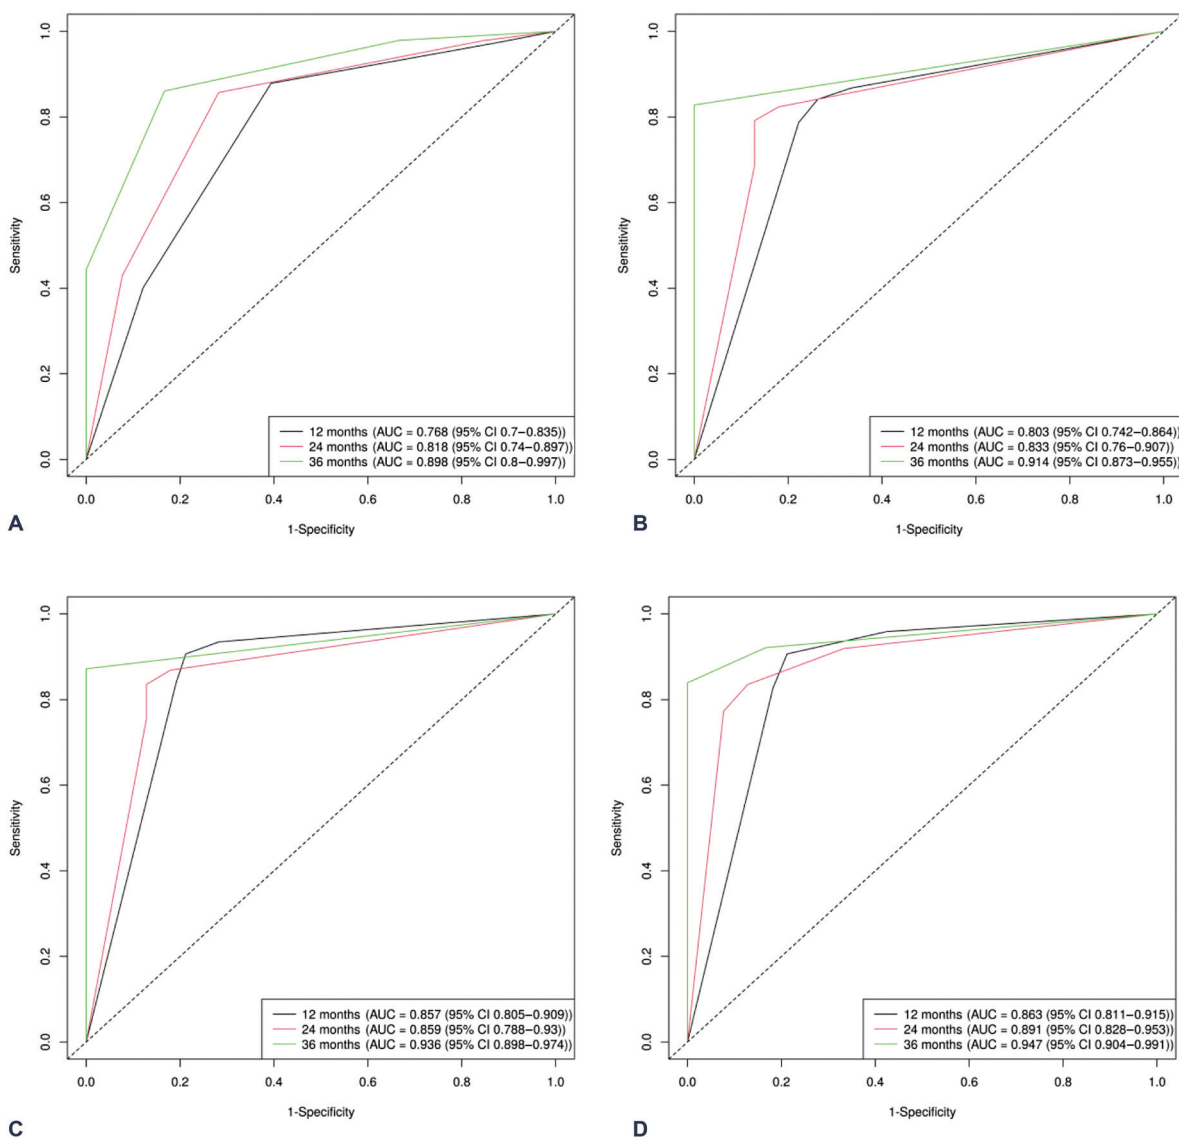 1.0
0.8
0.6
0.4
0.2
0.0
Sensitivity
12 months (AUC = 0.768 (95% CI 0.7−0.835))
24 months (AUC = 0.818 (95% CI 0.74−0.897))
36 months (AUC = 0.898 (95% CI 0.8−0.997))
0.0 0.2 0.4 0.6 0.8 1.0
1-Specificity
A
1.0
0.8
0.6
0.4
0.2
0.0
Sensitivity
12 months (AUC = 0.803 (95% CI 0.742−0.864))
24 months (AUC = 0.833 (95% CI 0.76−0.907))
36 months (AUC = 0.914 (95% CI 0.873−0.955))
0.0 0.2 0.4 0.6 0.8 1.0
1-Specificity
B
1.0
0.8
0.6
0.4
0.2
0.0
Sensitivity
12 months (AUC = 0.857 (95% CI 0.805−0.909))
24 months (AUC = 0.859 (95% CI 0.788−0.93))
36 months (AUC = 0.936 (95% CI 0.898−0.974))
0.0 0.2 0.4 0.6 0.8 1.0
1-Specificity
C
1.0
0.8
0.6
0.4
0.2
0.0
Sensitivity
12 months (AUC = 0.863 (95% CI 0.811−0.915))
24 months (AUC = 0.891 (95% CI 0.828−0.953))
36 months (AUC = 0.947 (95% CI 0.904−0.991))
0.0 0.2 0.4 0.6 0.8 1.0
1-Specificity
D